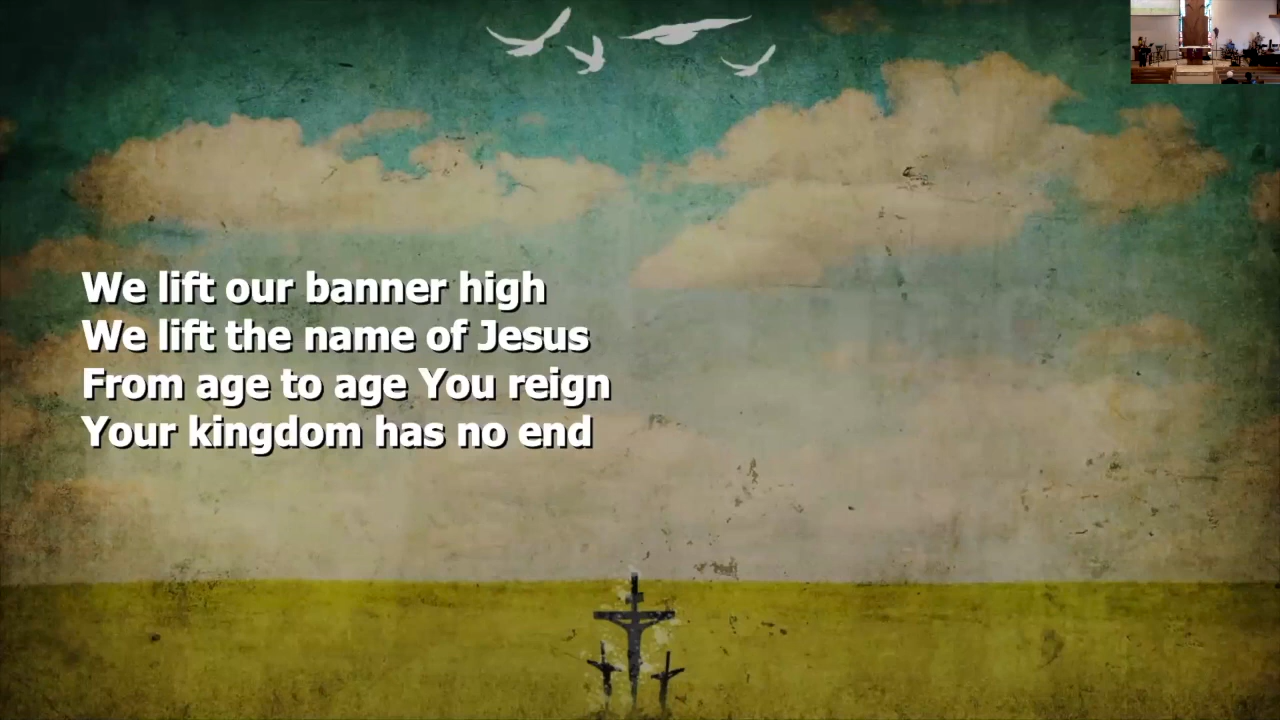 We lift our banner high
We lift the name of Jesus
From age to age You reign
Your kingdom has no end